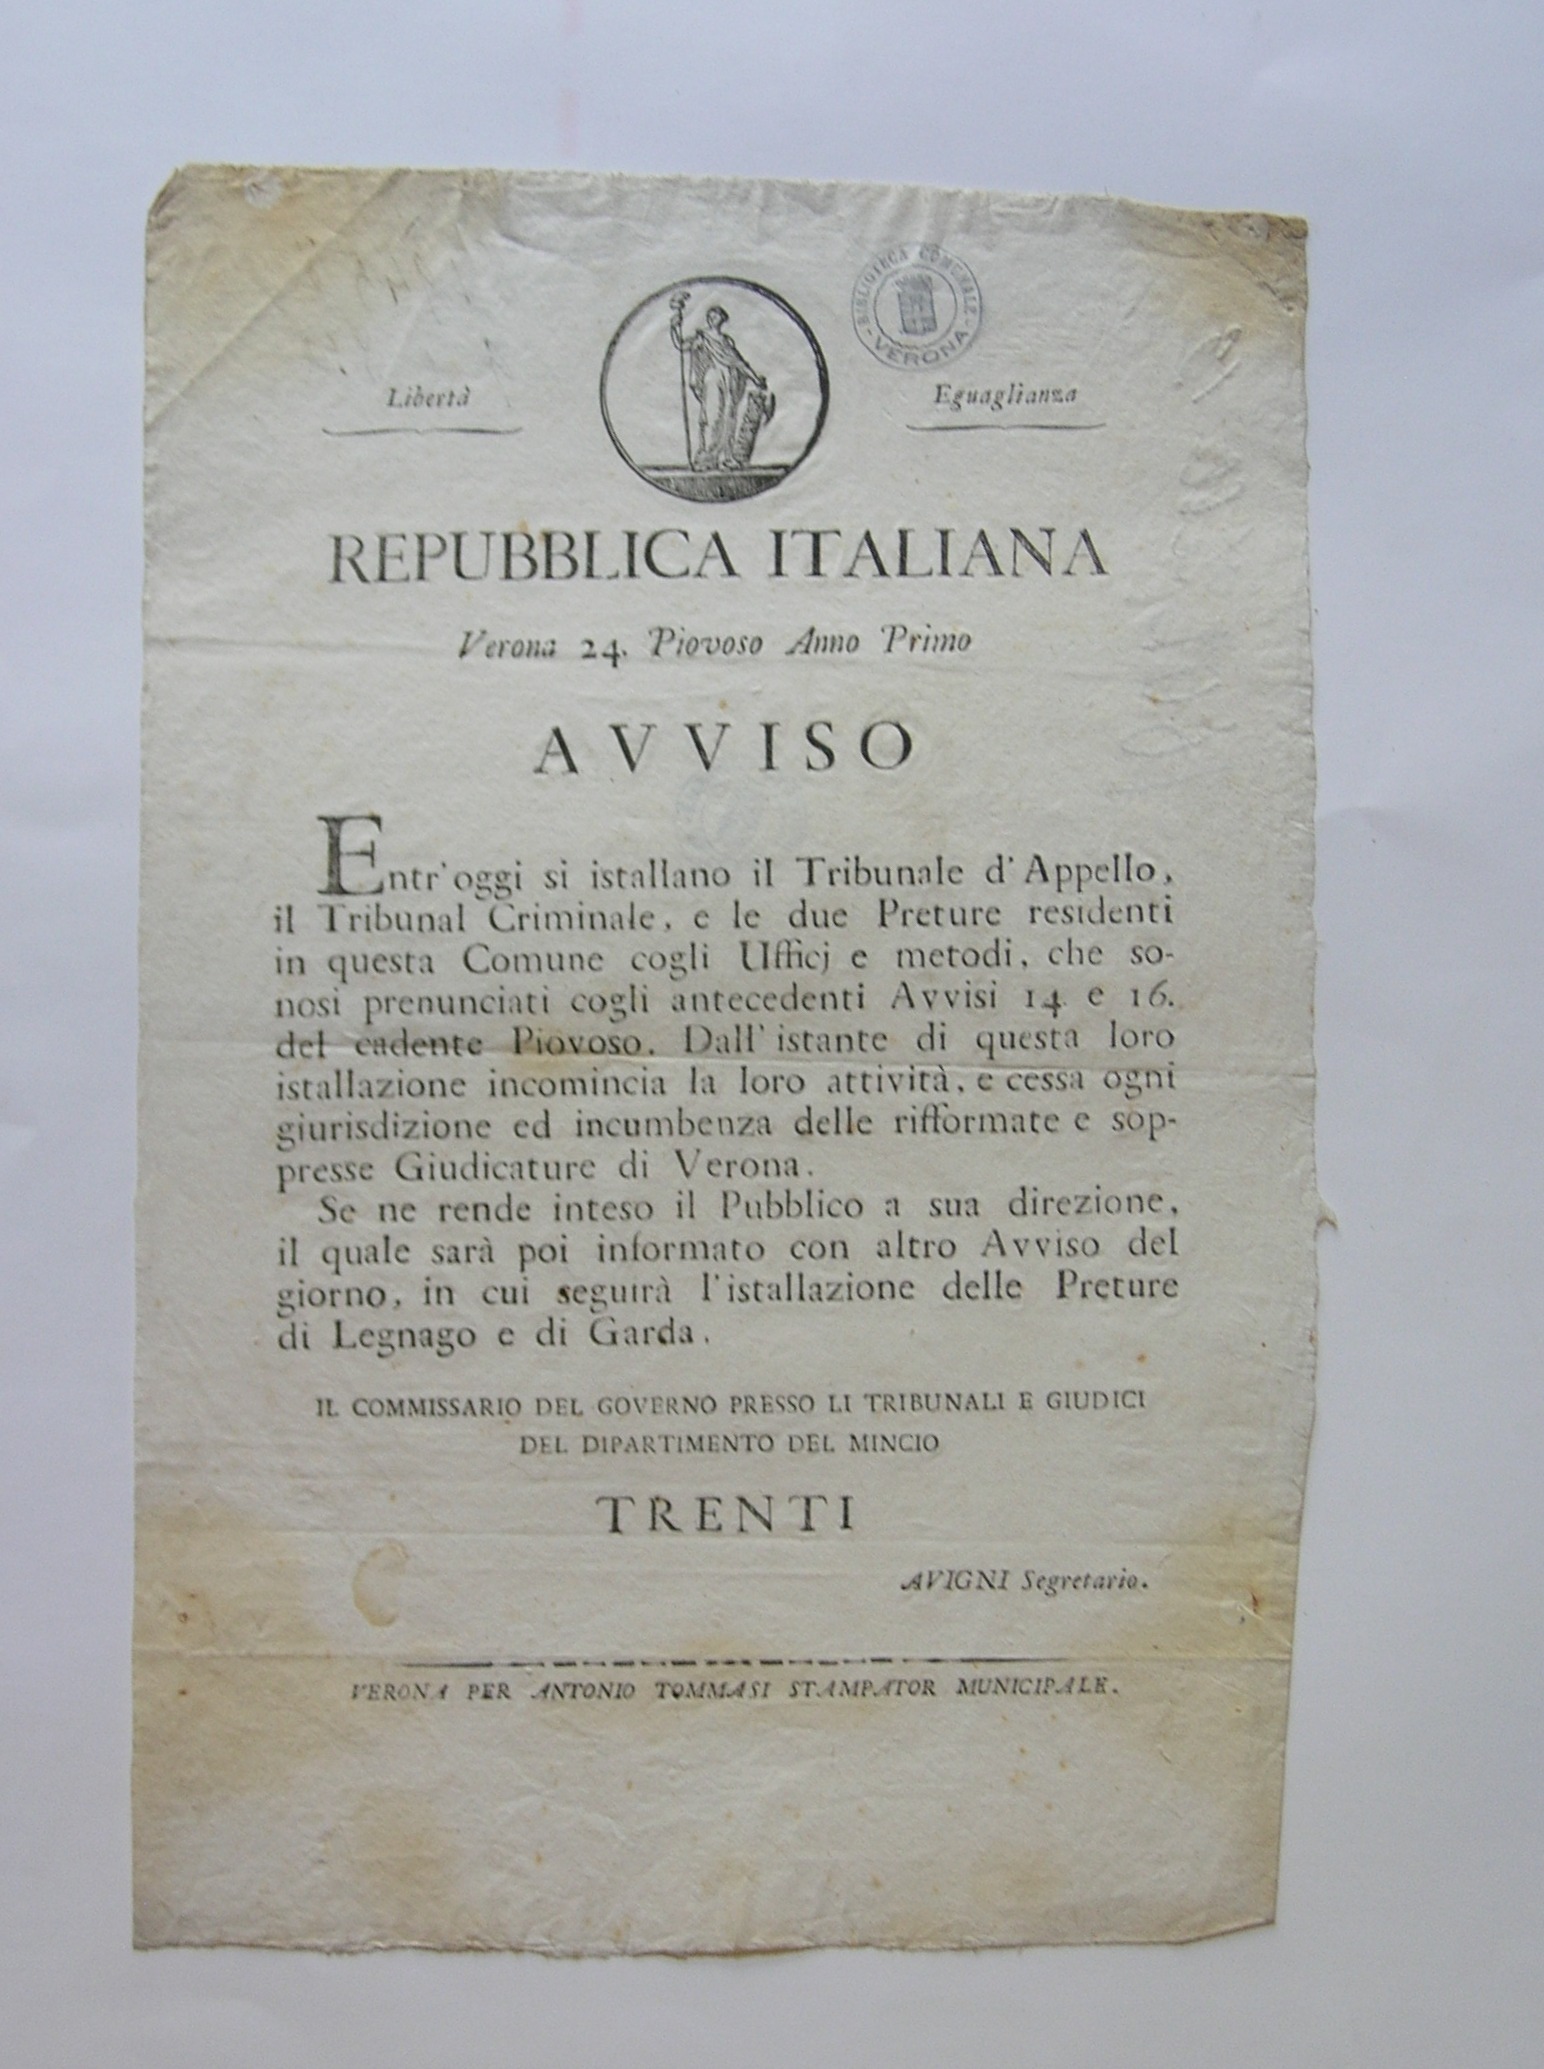 BIBLIOTECA COMUNALE
VERONA
Libertà
Eguaglianza
REPUBBLICA ITALIANA
Verona 24. Piovoso Anno Primo
AVVISO
Entr'oggi si istallano il Tribunale d'Appello,
il Tribunal Criminale, e le due Preture residenti
in questa Comune cogli Ufficj e metodi, che so-
nosi prenunciati cogli antecedenti Avvisi 14 e 16.
del cadente Piovoso. Dall'istante di questa loro
istallazione incomincia la loro attività, e cessa ogni
giurisdizione ed incumbenza delle rifformate e sop-
presse Giudicature di Verona.
Se ne rende inteso il Pubblico a sua direzione,
il quale sarà poi informato con altro Avviso del
giorno, in cui seguirà l'istallazione delle Preture
di Legnago e di Garda.
IL COMMISSARIO DEL GOVERNO PRESSO LI TRIBUNALI E GIUDICI
DEL DIPARTIMENTO DEL MINCIO
TRENTI
AVIGNI Segretario.
VERONA PER ANTONIO TOMMASI STAMPATOR MUNICIPALE.